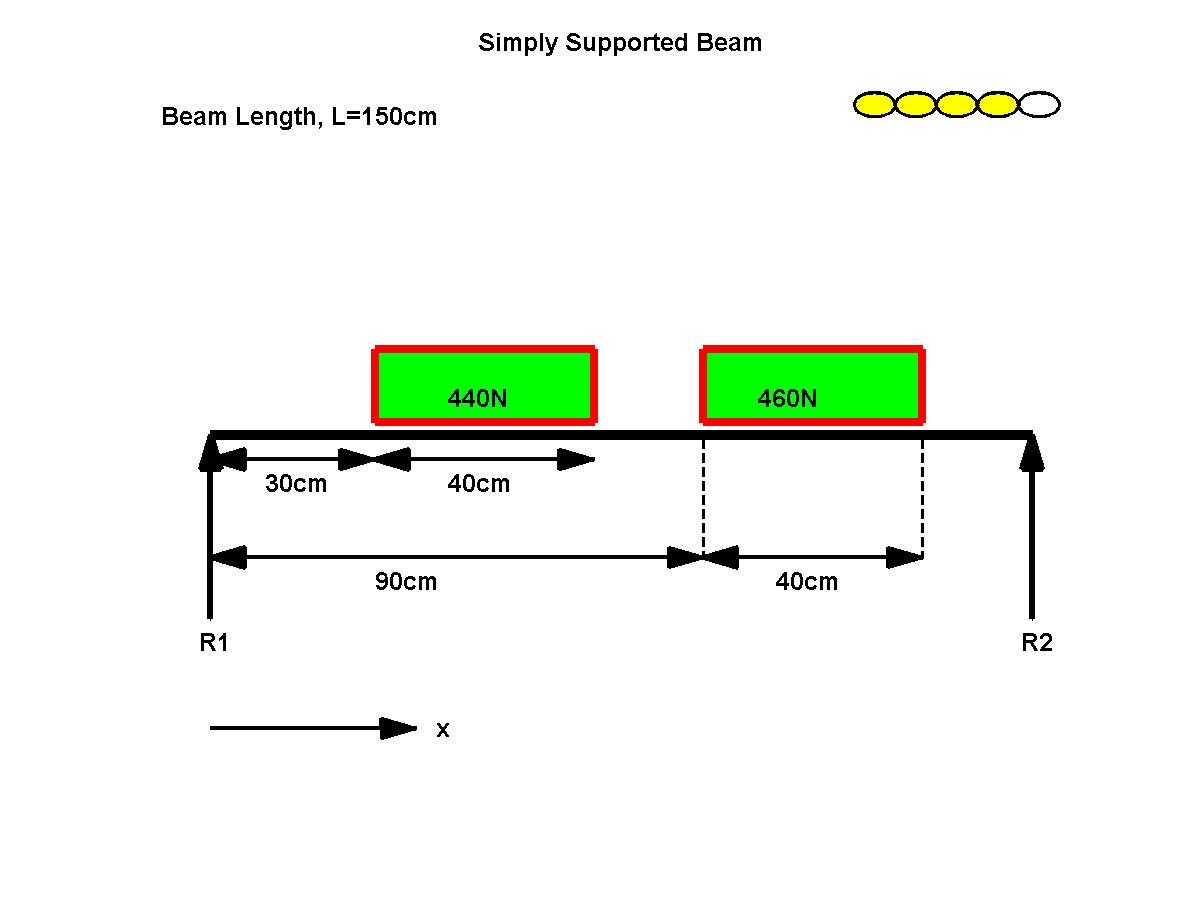 Simply Supported Beam
Beam Length, L=150cm
440N
460N
30cm
40cm
90cm
40cm
R1
R2
x